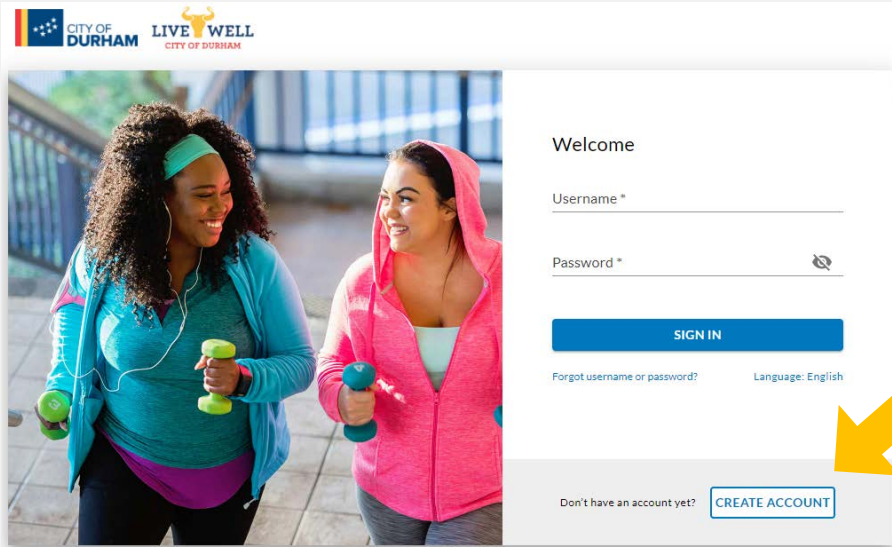 CITY OF
DURHAM
LIVE WELL
CITY OF DURHAM
Welcome
Username *
Password *
SIGN IN
Forgot username or password? Language: English
Don't have an account yet? CREATE ACCOUNT